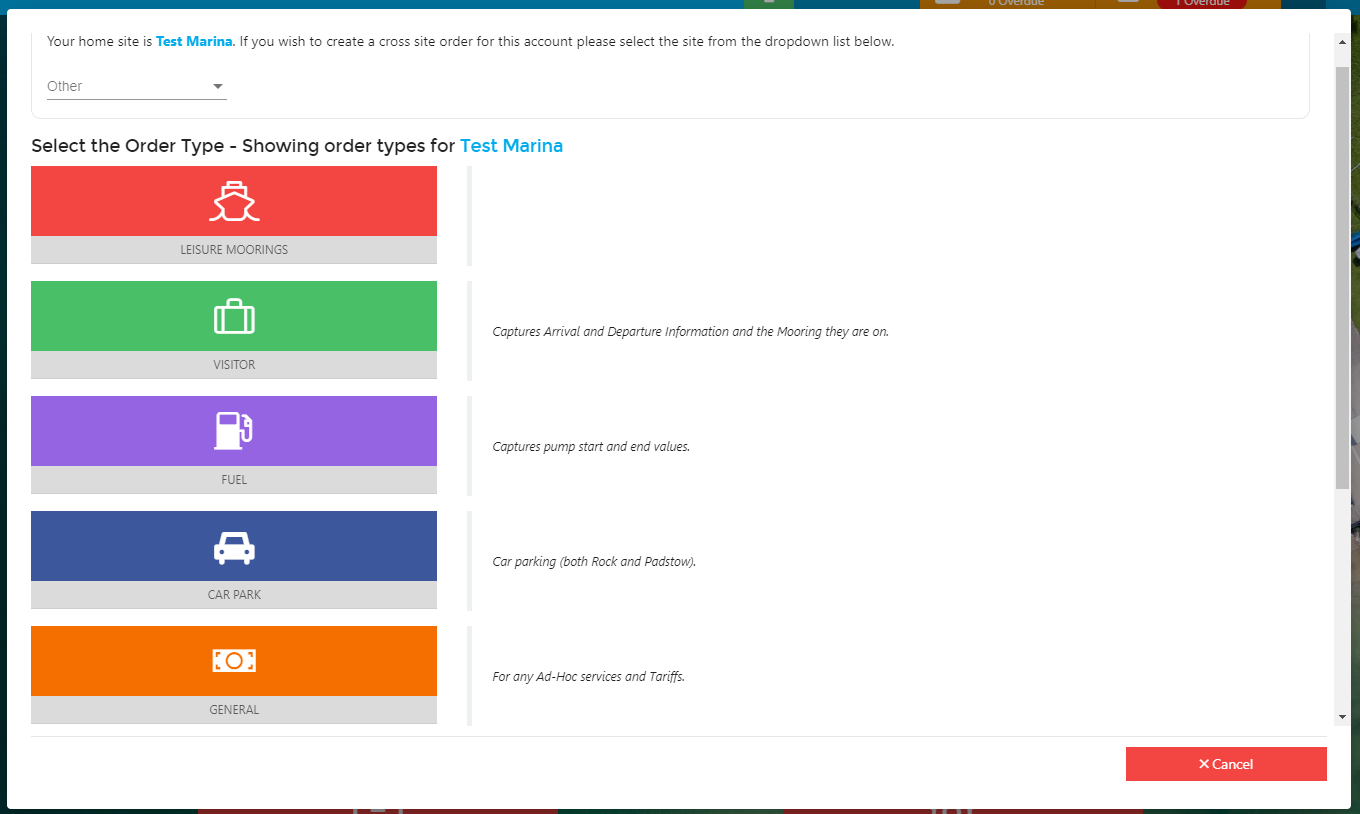 0 Overdue
1 Overdue
Your home site is Test Marina. If you wish to create a cross site order for this account please select the site from the dropdown list below.
Other
Select the Order Type - Showing order types for Test Marina
LEISURE MOORINGS
VISITOR
Captures Arrival and Departure Information and the Mooring they are on.
FUEL
Captures pump start and end values.
CAR PARK
Car parking (both Rock and Padstow).
GENERAL
For any Ad-Hoc services and Tariffs.
Cancel